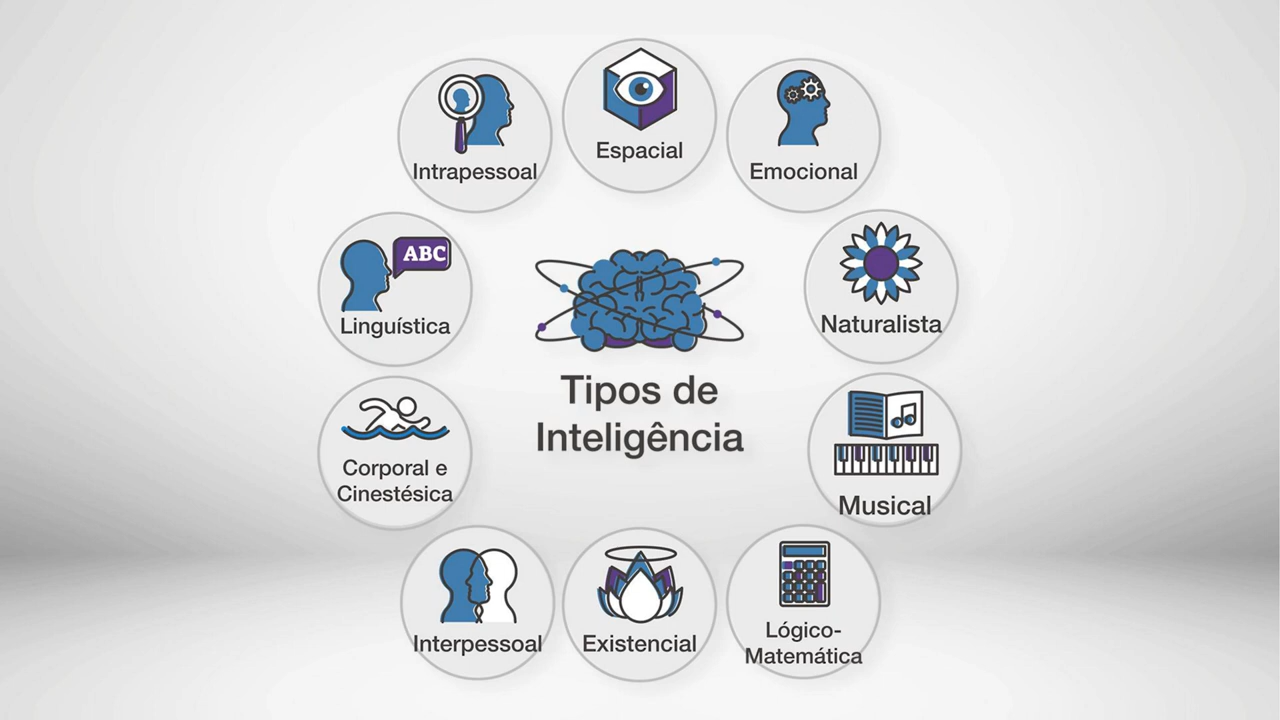 Intrapessoal
Espacial
Emocional
Linguística
ABC
Naturalista
Tipos de
Inteligência
Corporal e
Cinestésica
Musical
Interpessoal
Existencial
Lógico-
Matemática